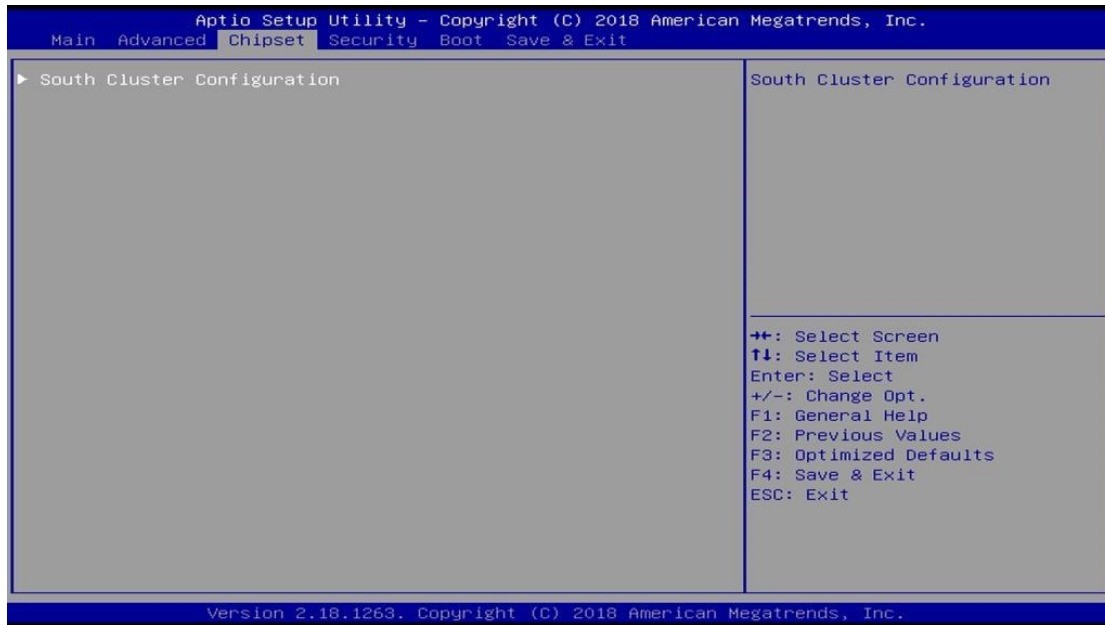 Aptio Setup Utility – Copyright (C) 2018 American Megatrends, Inc.
Main Advanced Chipset Security Boot Save & Exit
► South Cluster Configuration
South Cluster Configuration
→←: Select Screen
↑↓: Select Item
Enter: Select
+/-: Change Opt.
F1: General Help
F2: Previous Values
F3: Optimized Defaults
F4: Save & Exit
ESC: Exit
Version 2.18.1263. Copyright (C) 2018 American Megatrends, Inc.